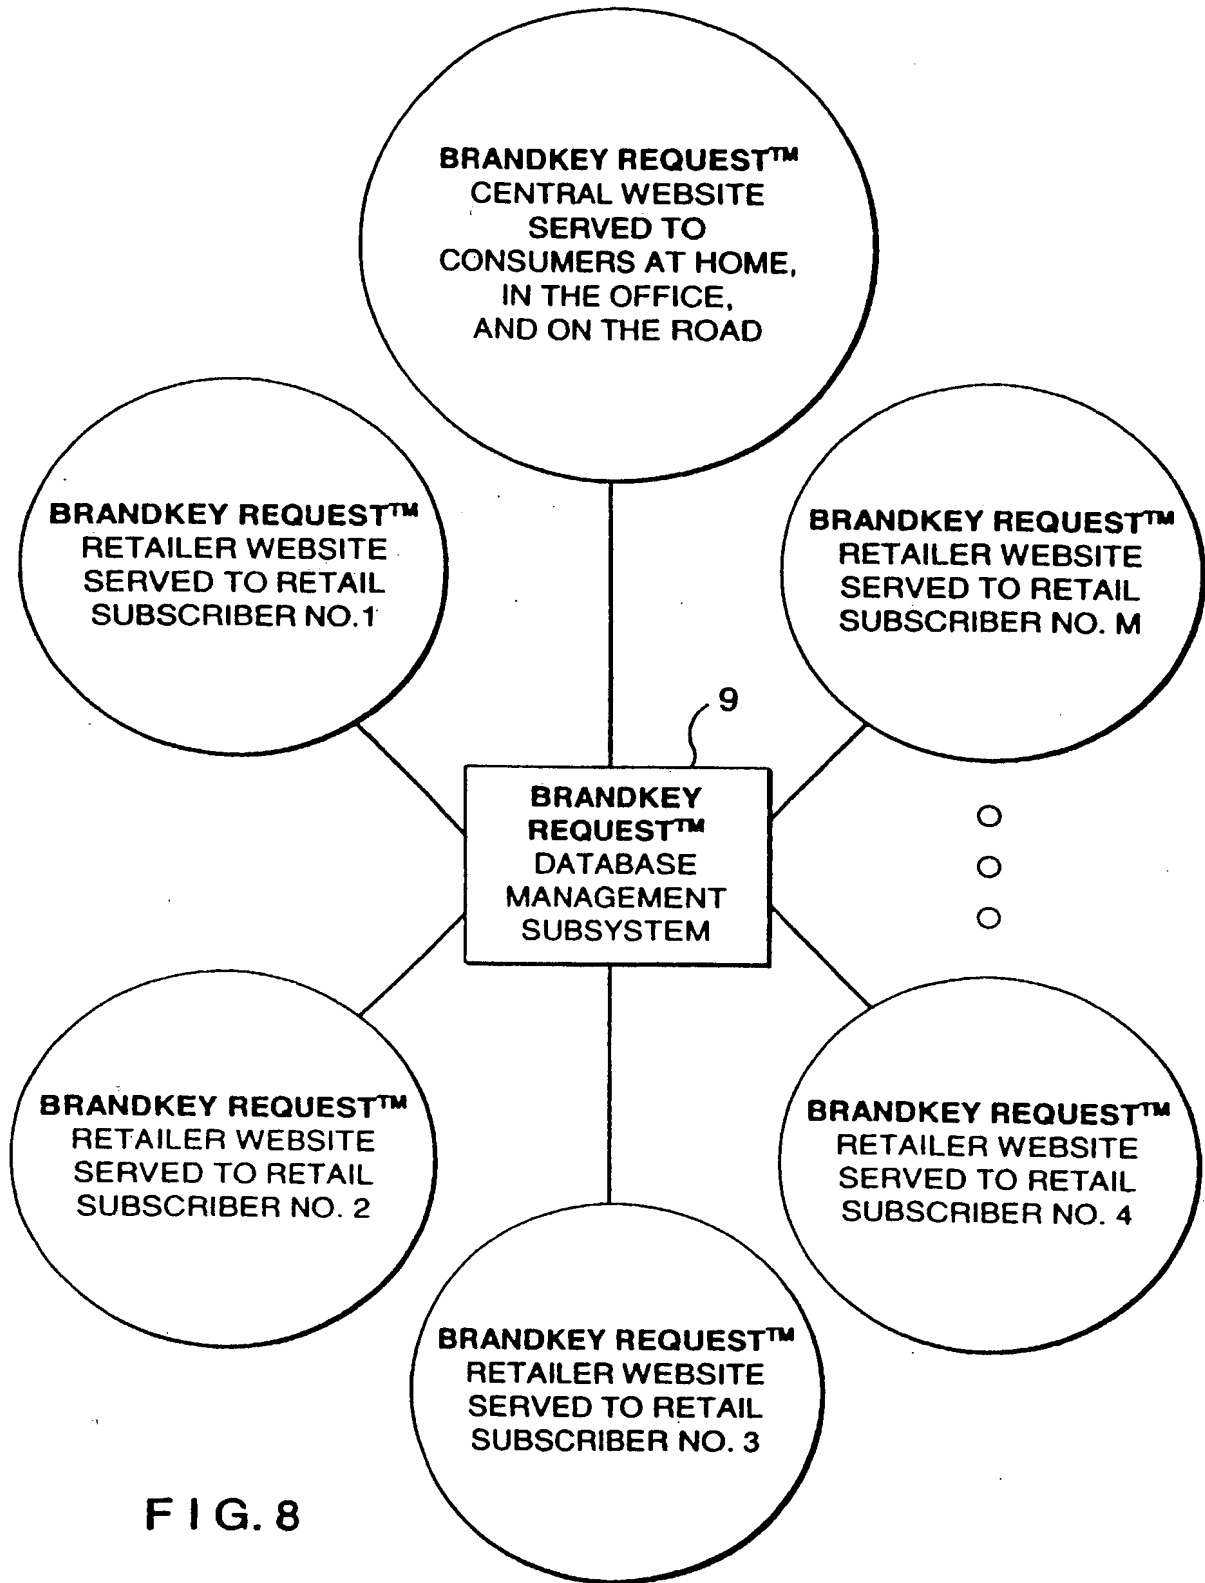 BRANDKEY REQUEST™
CENTRAL WEBSITE
SERVED TO
CONSUMERS AT HOME,
IN THE OFFICE,
AND ON THE ROAD
BRANDKEY REQUEST™
RETAILER WEBSITE
SERVED TO RETAIL
SUBSCRIBER NO.1
BRANDKEY REQUEST™
RETAILER WEBSITE
SERVED TO RETAIL
SUBSCRIBER NO. M
9
BRANDKEY
REQUEST™
DATABASE
MANAGEMENT
SUBSYSTEM
BRANDKEY REQUEST™
RETAILER WEBSITE
SERVED TO RETAIL
SUBSCRIBER NO. 2
BRANDKEY REQUEST™
RETAILER WEBSITE
SERVED TO RETAIL
SUBSCRIBER NO. 4
BRANDKEY REQUEST™
RETAILER WEBSITE
SERVED TO RETAIL
SUBSCRIBER NO. 3
FIG. 8